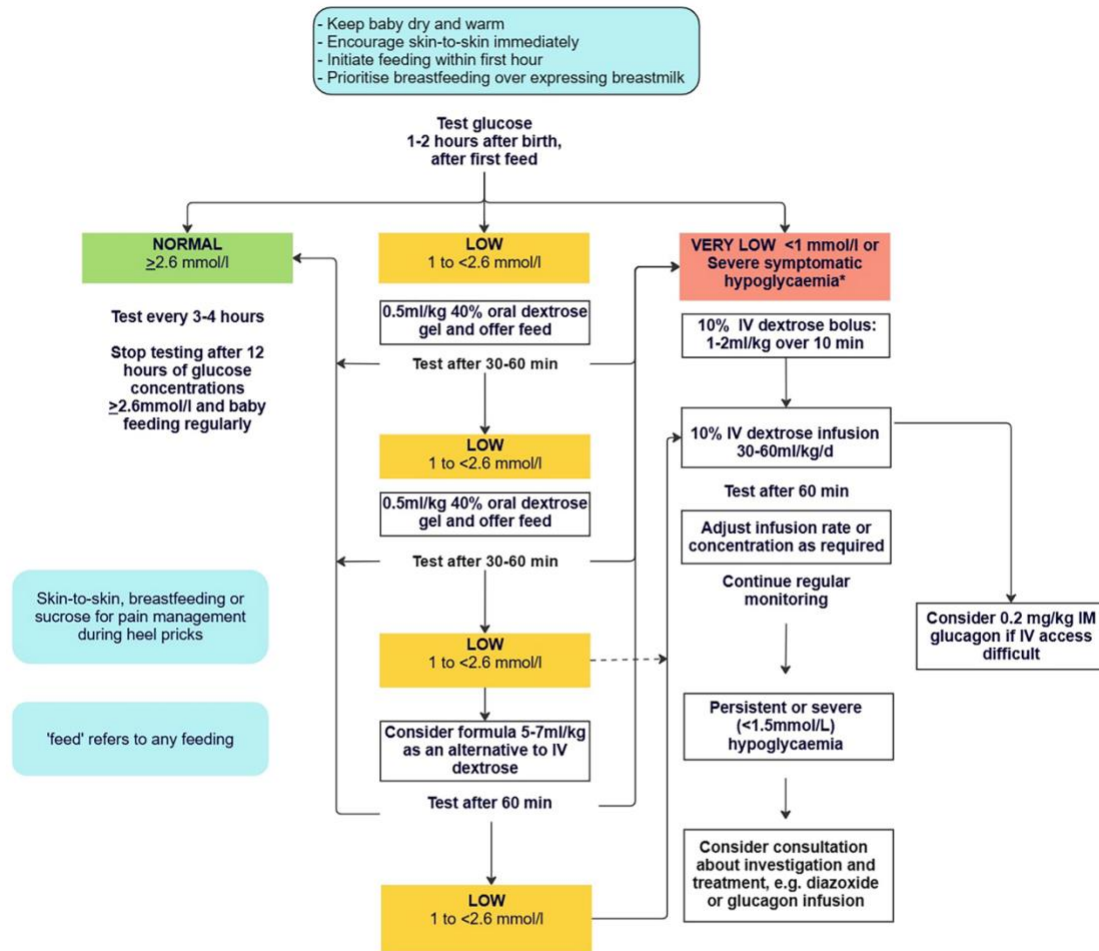 - Keep baby dry and warm
- Encourage skin-to-skin immediately
- Initiate feeding within first hour
- Prioritise breastfeeding over expressing breastmilk
Test glucose
1-2 hours after birth,
after first feed
NORMAL
≥2.6 mmol/l
Test every 3-4 hours
Stop testing after 12
hours of glucose
concentrations
≥2.6mmol/l and baby
feeding regularly
LOW
1 to <2.6 mmol/l
0.5ml/kg 40% oral dextrose
gel and offer feed
Test after 30-60 min
LOW
1 to <2.6 mmol/l
0.5ml/kg 40% oral dextrose
gel and offer feed
Test after 30-60 min
LOW
1 to <2.6 mmol/l
Consider formula 5-7ml/kg
as an alternative to IV
dextrose
Test after 60 min
LOW
1 to <2.6 mmol/l
VERY LOW <1 mmol/l or
Severe symptomatic
hypoglycaemia*
10% IV dextrose bolus:
1-2ml/kg over 10 min
10% IV dextrose infusion
30-60ml/kg/d
Test after 60 min
Adjust infusion rate or
concentration as required
Continue regular
monitoring
Persistent or severe
(<1.5mmol/L)
hypoglycaemia
Consider consultation
about investigation and
treatment, e.g. diazoxide
or glucagon infusion
Consider 0.2 mg/kg IM
glucagon if IV access
difficult
Skin-to-skin, breastfeeding or
sucrose for pain management
during heel pricks
'feed' refers to any feeding